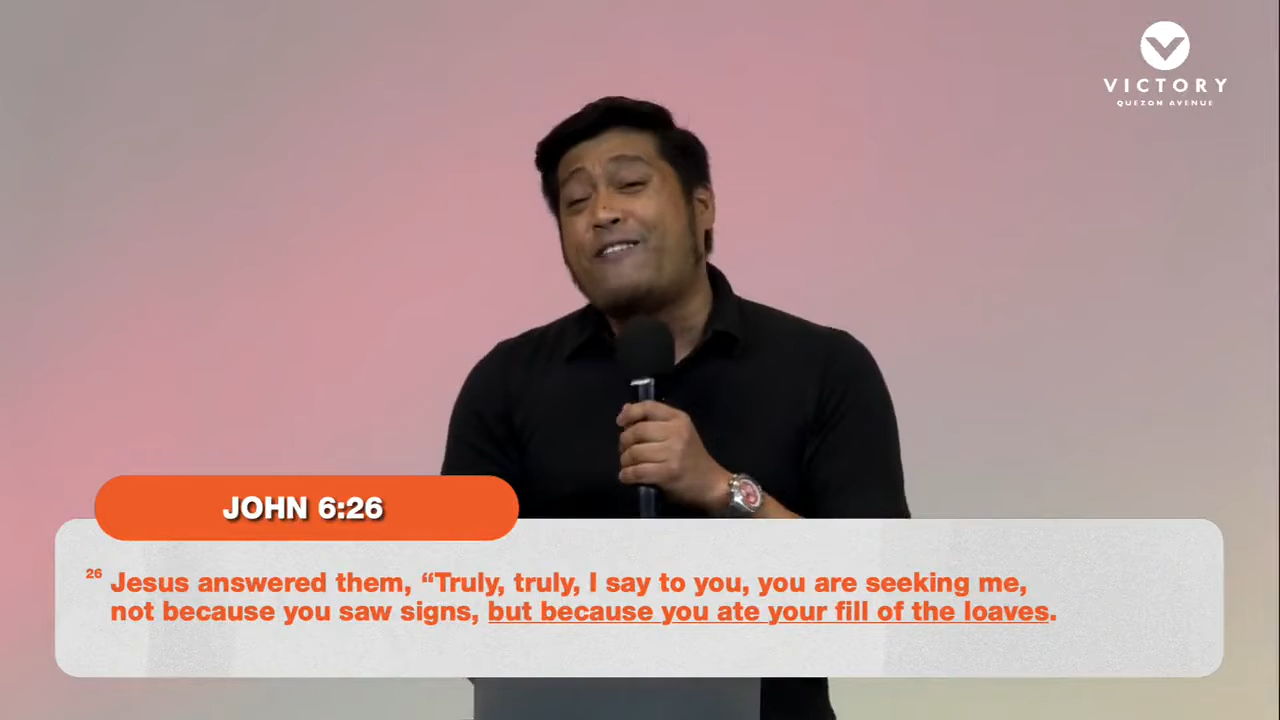 VICTORY
QUEZON AVENUE
JOHN 6:26
26 Jesus answered them, “Truly, truly, I say to you, you are seeking me,
not because you saw signs, but because you ate your fill of the loaves.